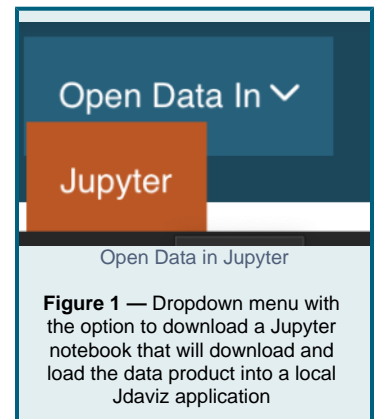 Open Data In
Jupyter
Open Data in Jupyter
Figure 1 — Dropdown menu with
the option to download a Jupyter
notebook that will download and
load the data product into a local
Jdaviz application